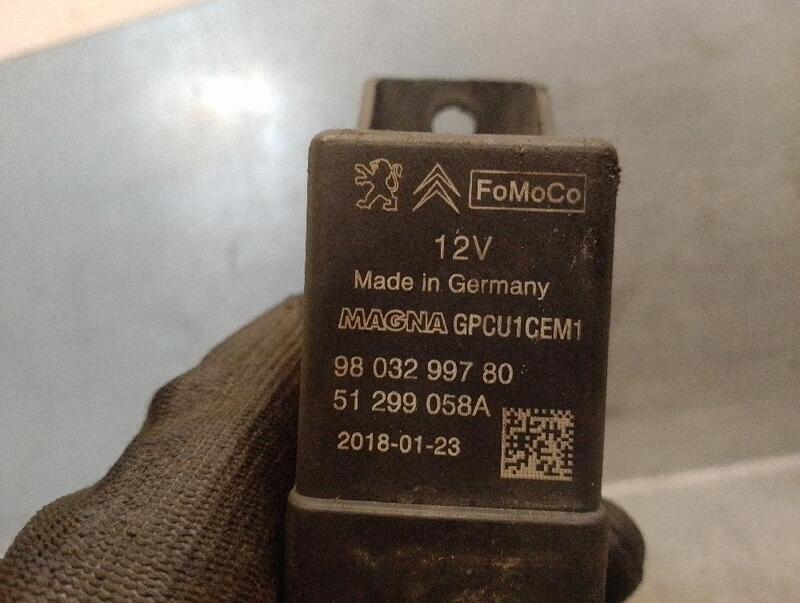 FoMoCo
12V
Made in Germany
MAGNA GPCU1CEM1
98 032 997 80
51 299 058A
2018-01-23